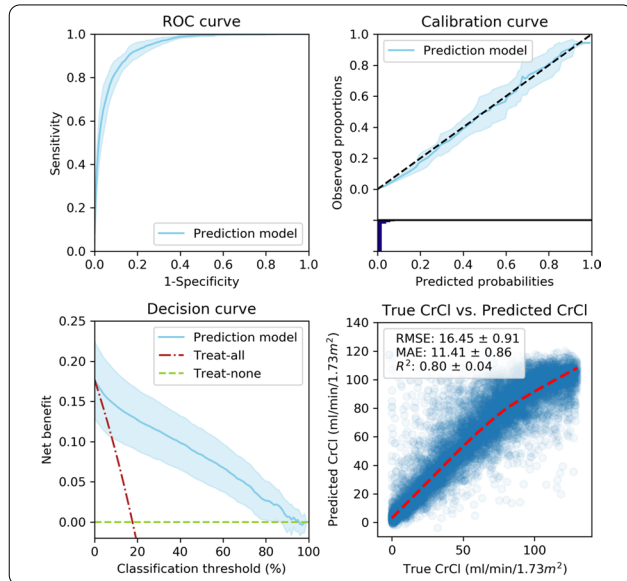 ROC curve
1.0
0.8
0.6
0.4
0.2
0.0
Sensitivity
Prediction model
0.0 0.2 0.4 0.6 0.8 1.0
1-Specificity
Calibration curve
1.0
0.8
0.6
0.4
0.2
0.0
Observed proportions
Prediction model
0.0 0.2 0.4 0.6 0.8 1.0
Predicted probabilities
Decision curve
0.25
0.20
0.15
0.10
0.05
0.00
Net benefit
Prediction model
Treat-all
Treat-none
0 20 40 60 80 100
Classification threshold (%)
True CrCl vs. Predicted CrCl
140
120
100
80
60
40
20
0
Predicted CrCl (ml/min/1.73m²)
RMSE: 16.45 ± 0.91
MAE: 11.41 ± 0.86
R²: 0.80 ± 0.04
0 50 100
True CrCl (ml/min/1.73m²)